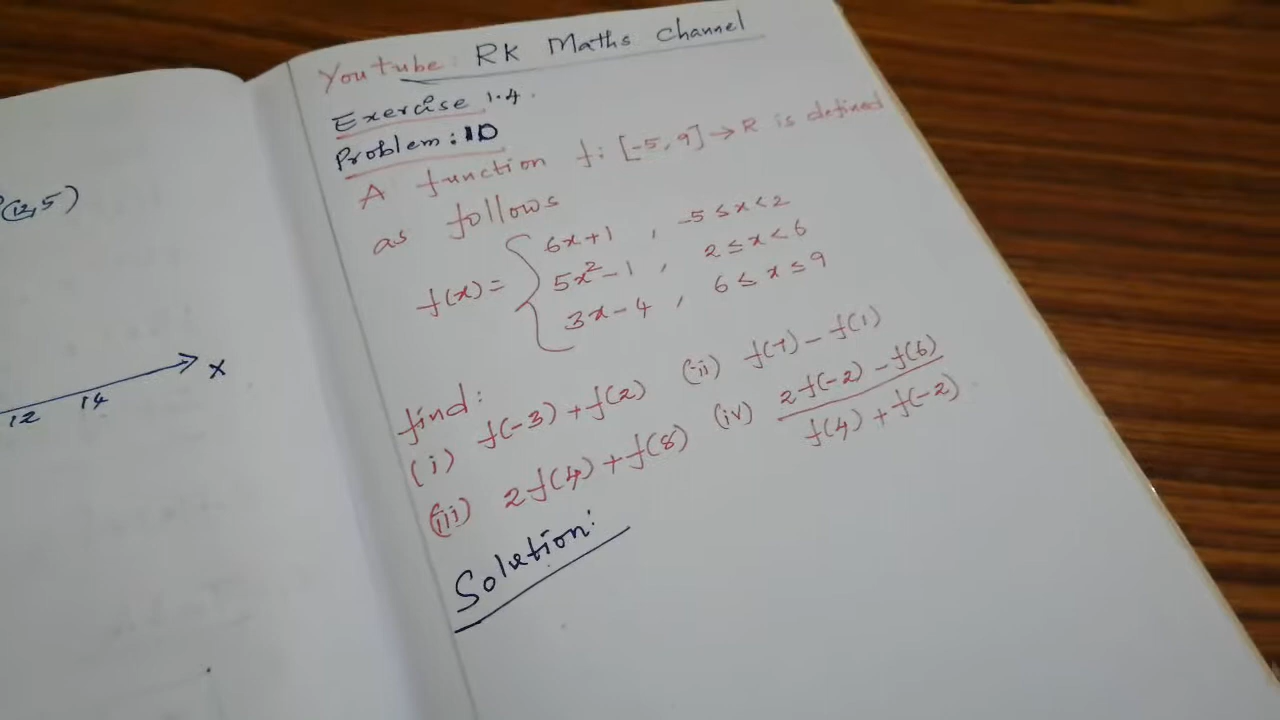 (12,5)
x
12 14
Youtube: RK Maths Channel
Exercise 1.4.
Problem: 10
A function f: [-5, 9] → R is defined
as follows
f(x) = { 6x+1 , -5 ≤ x < 2
5x² - 1 , 2 ≤ x < 6
3x - 4 , 6 ≤ x ≤ 9
find:
(i) f(-3) + f(2) (ii) f(7) - f(1)
(iii) 2f(4) + f(8) (iv) 2f(-2) - f(6) / f(4) + f(-2)
Solution: